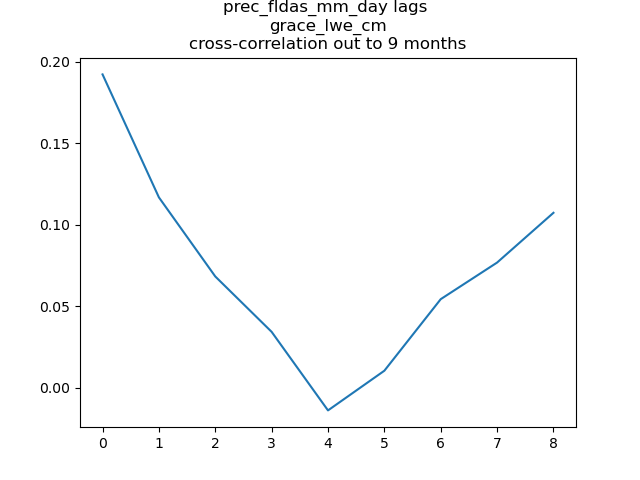 prec_fldas_mm_day lags
grace_lwe_cm
cross-correlation out to 9 months
0.20
0.15
0.10
0.05
0.00
0 1 2 3 4 5 6 7 8